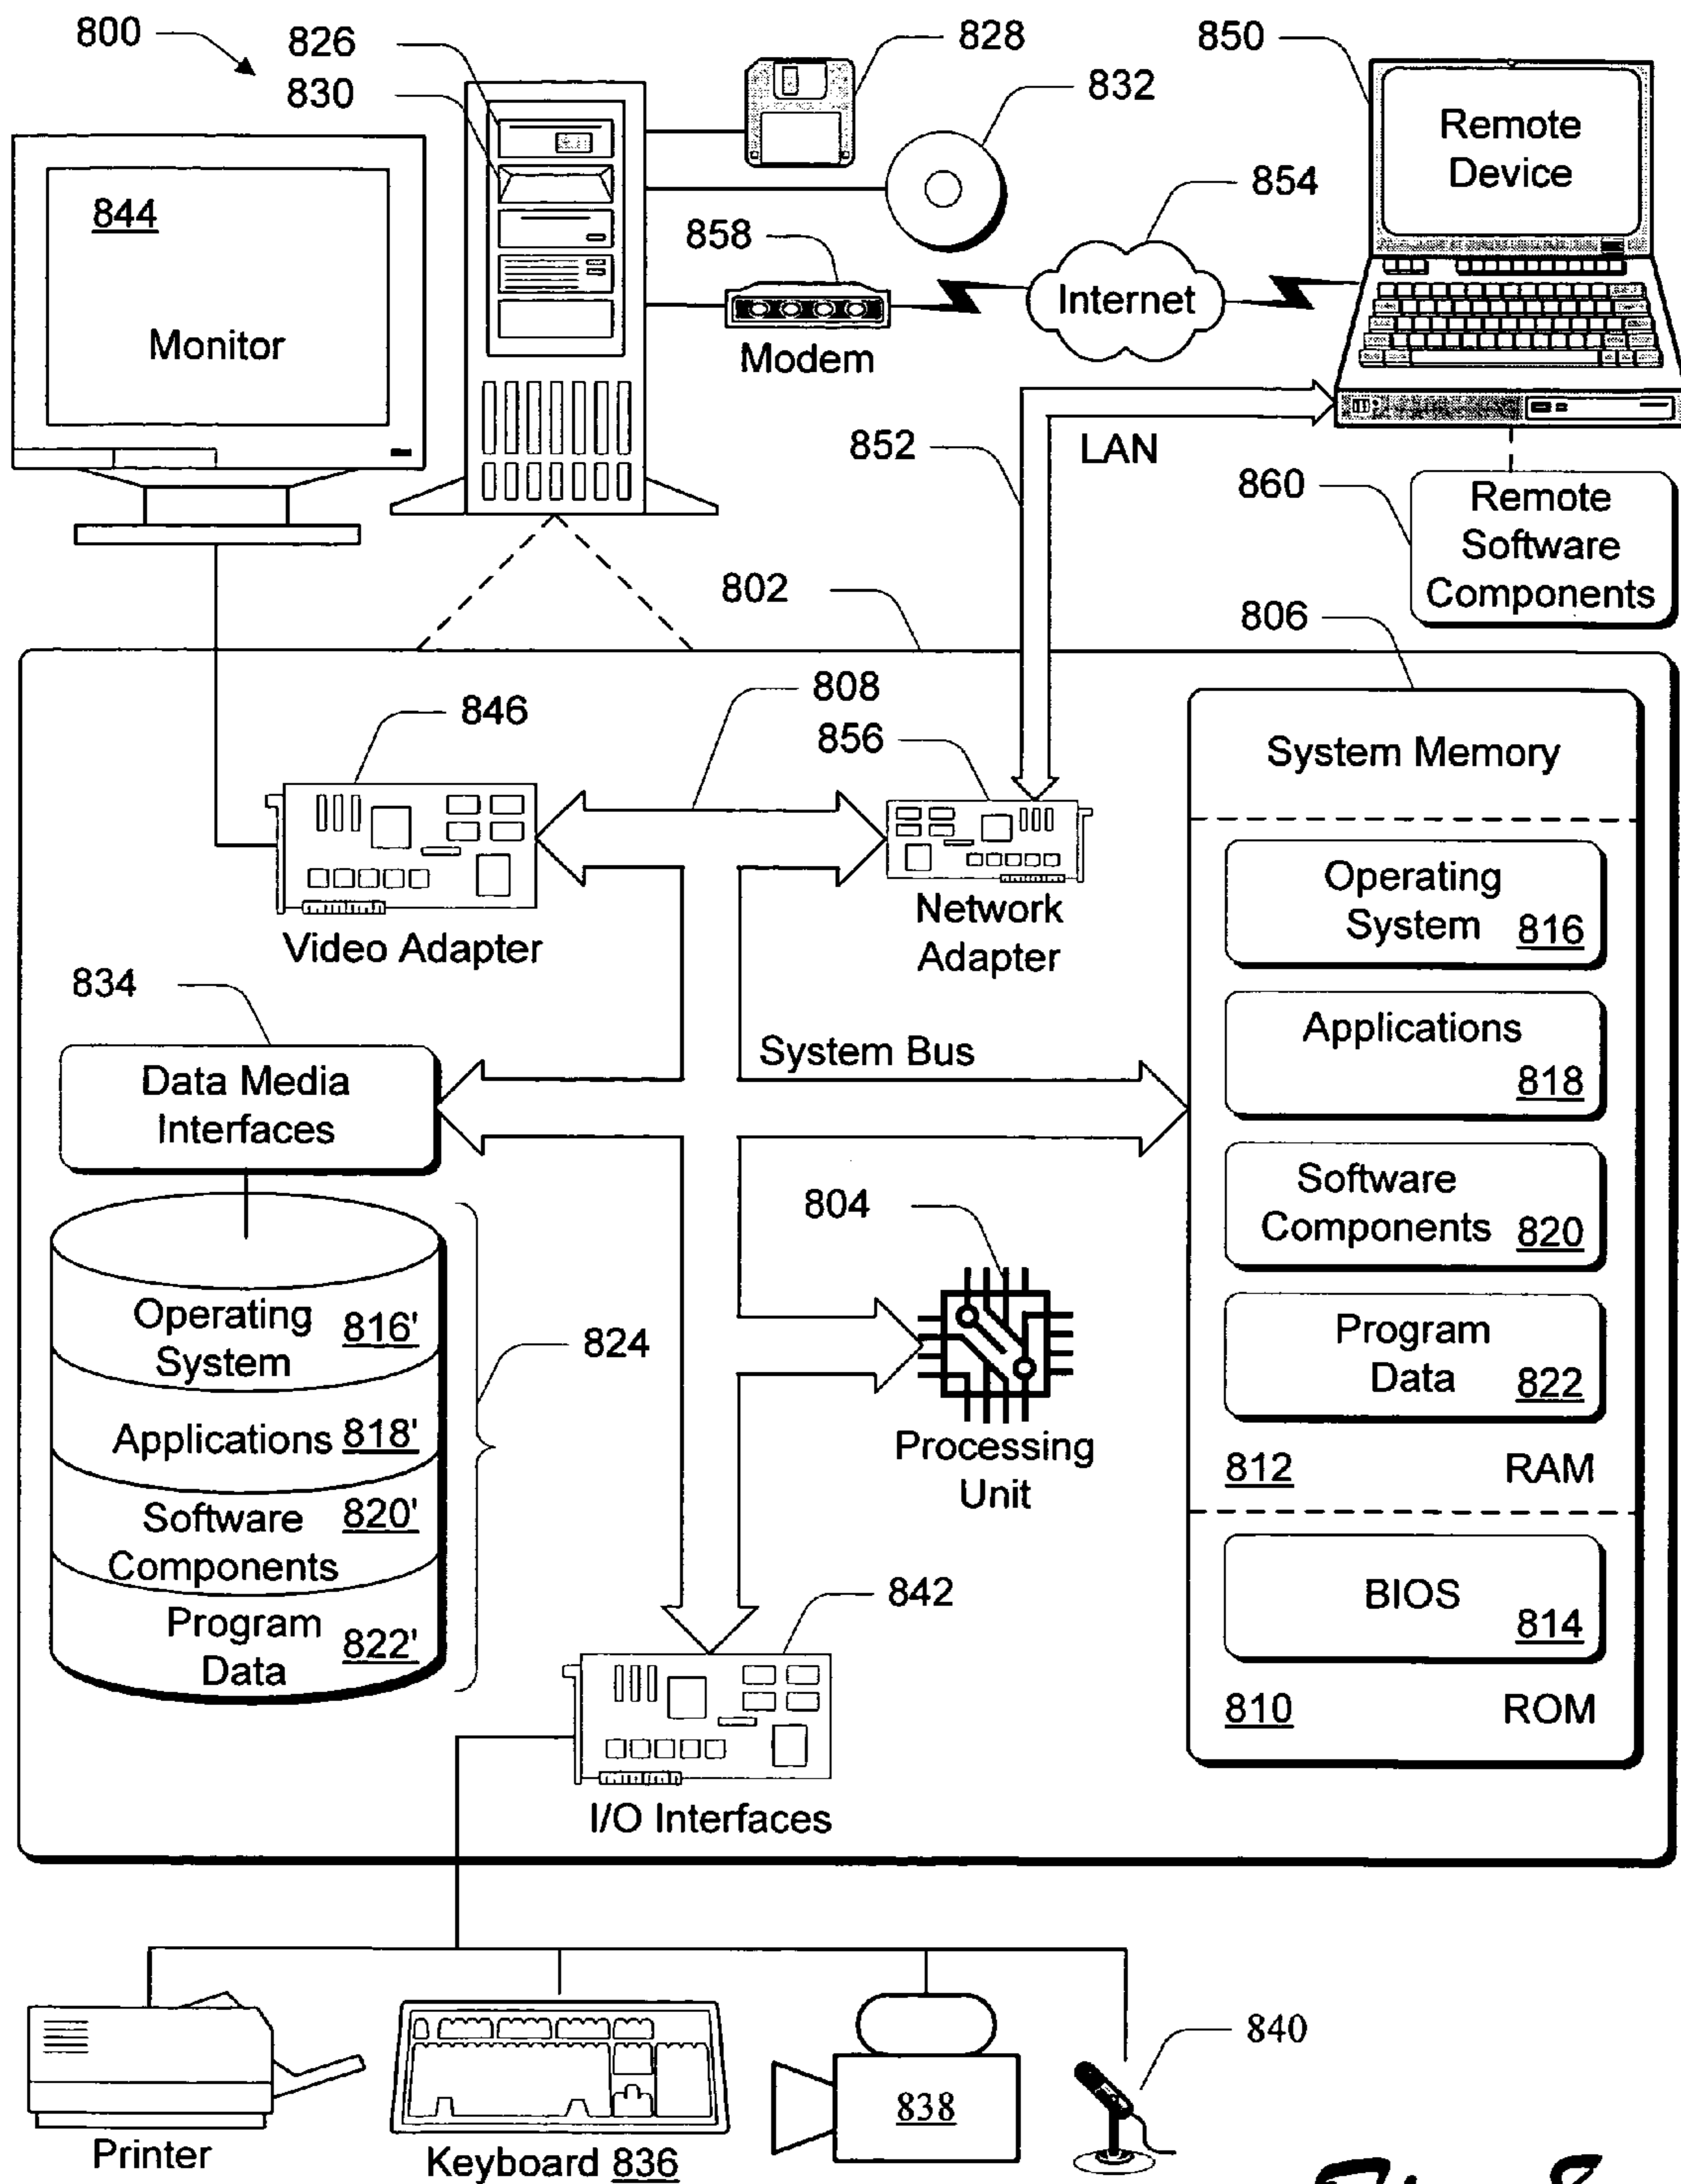 800
826
828
850
830
832
Remote
Device
844
854
858
Internet
Monitor
Modem
852
LAN
860
Remote
Software
Components
802
806
808
846
856
System Memory
Operating
System 816
Network
Adapter
Video Adapter
834
Applications
818
System Bus
Data Media
Interfaces
Software
Components 820
804
Operating
System 816'
824
Program
Data 822
Applications 818'
Processing
Unit
812 RAM
Software
Components 820'
842
BIOS
814
Program
Data 822'
810 ROM
I/O Interfaces
840
838
Printer
Keyboard 836